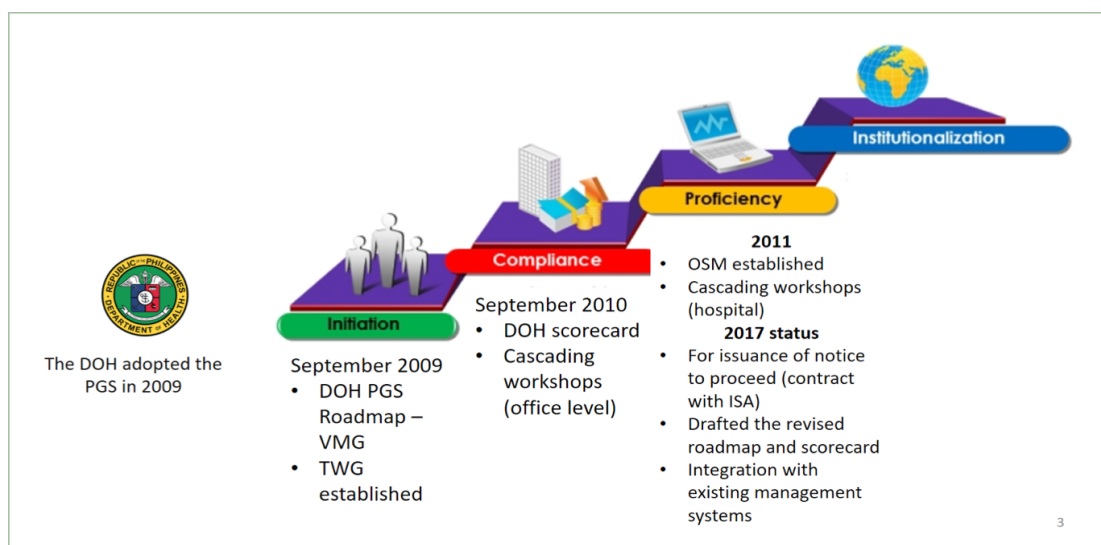 REPUBLIC OF THE PHILIPPINES
DEPARTMENT OF HEALTH
The DOH adopted the
PGS in 2009
Initiation
September 2009
• DOH PGS
Roadmap –
VMG
• TWG
established
Compliance
September 2010
• DOH scorecard
• Cascading
workshops
(office level)
Proficiency
2011
• OSM established
• Cascading workshops
(hospital)
2017 status
• For issuance of notice
to proceed (contract
with ISA)
• Drafted the revised
roadmap and scorecard
• Integration with
existing management
systems
Institutionalization
3